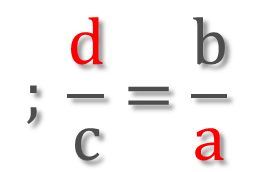 ; d/c = b/a